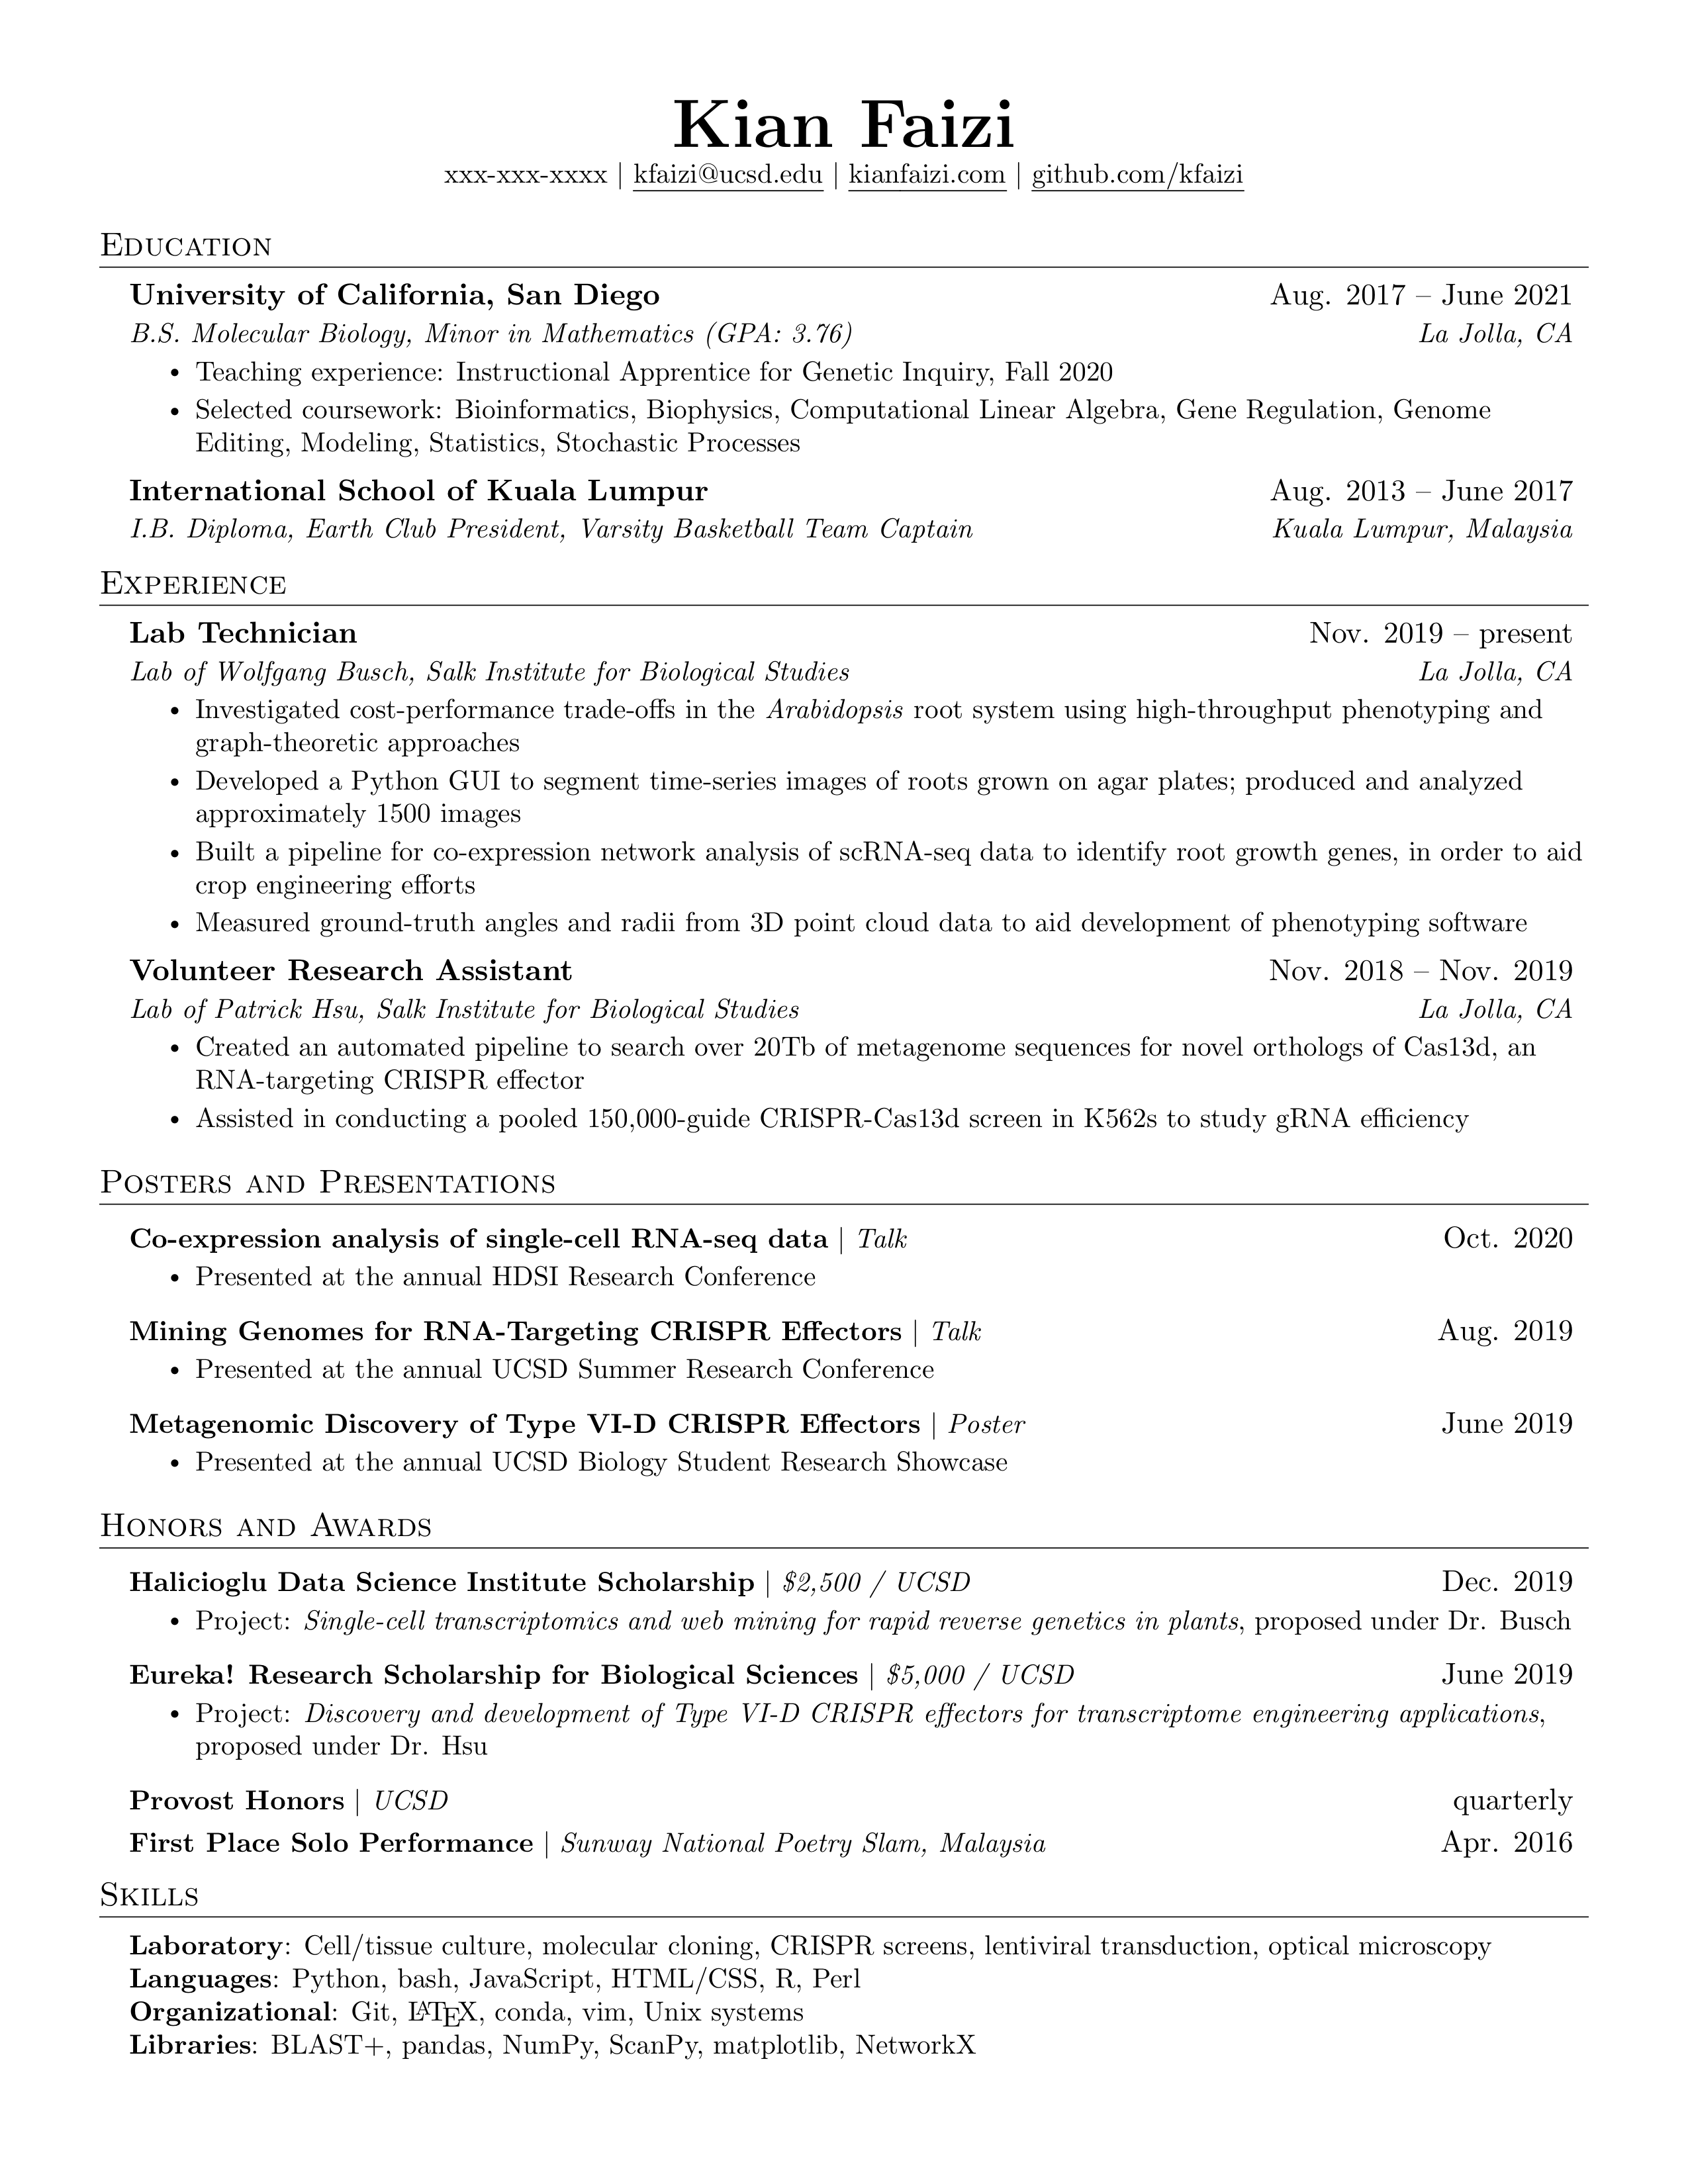 Kian Faizi
xxx-xxx-xxxx | kfaizi@ucsd.edu | kianfaizi.com | github.com/kfaizi
Education
University of California, San Diego Aug. 2017 – June 2021
B.S. Molecular Biology, Minor in Mathematics (GPA: 3.76) La Jolla, CA
• Teaching experience: Instructional Apprentice for Genetic Inquiry, Fall 2020
• Selected coursework: Bioinformatics, Biophysics, Computational Linear Algebra, Gene Regulation, Genome
Editing, Modeling, Statistics, Stochastic Processes
International School of Kuala Lumpur Aug. 2013 – June 2017
I.B. Diploma, Earth Club President, Varsity Basketball Team Captain Kuala Lumpur, Malaysia
Experience
Lab Technician Nov. 2019 – present
Lab of Wolfgang Busch, Salk Institute for Biological Studies La Jolla, CA
• Investigated cost-performance trade-offs in the Arabidopsis root system using high-throughput phenotyping and
graph-theoretic approaches
• Developed a Python GUI to segment time-series images of roots grown on agar plates; produced and analyzed
approximately 1500 images
• Built a pipeline for co-expression network analysis of scRNA-seq data to identify root growth genes, in order to aid
crop engineering efforts
• Measured ground-truth angles and radii from 3D point cloud data to aid development of phenotyping software
Volunteer Research Assistant Nov. 2018 – Nov. 2019
Lab of Patrick Hsu, Salk Institute for Biological Studies La Jolla, CA
• Created an automated pipeline to search over 20Tb of metagenome sequences for novel orthologs of Cas13d, an
RNA-targeting CRISPR effector
• Assisted in conducting a pooled 150,000-guide CRISPR-Cas13d screen in K562s to study gRNA efficiency
Posters and Presentations
Co-expression analysis of single-cell RNA-seq data | Talk Oct. 2020
• Presented at the annual HDSI Research Conference
Mining Genomes for RNA-Targeting CRISPR Effectors | Talk Aug. 2019
• Presented at the annual UCSD Summer Research Conference
Metagenomic Discovery of Type VI-D CRISPR Effectors | Poster June 2019
• Presented at the annual UCSD Biology Student Research Showcase
Honors and Awards
Halicioglu Data Science Institute Scholarship | $2,500 / UCSD Dec. 2019
• Project: Single-cell transcriptomics and web mining for rapid reverse genetics in plants, proposed under Dr. Busch
Eureka! Research Scholarship for Biological Sciences | $5,000 / UCSD June 2019
• Project: Discovery and development of Type VI-D CRISPR effectors for transcriptome engineering applications,
proposed under Dr. Hsu
Provost Honors | UCSD quarterly
First Place Solo Performance | Sunway National Poetry Slam, Malaysia Apr. 2016
Skills
Laboratory: Cell/tissue culture, molecular cloning, CRISPR screens, lentiviral transduction, optical microscopy
Languages: Python, bash, JavaScript, HTML/CSS, R, Perl
Organizational: Git, LATEX, conda, vim, Unix systems
Libraries: BLAST+, pandas, NumPy, ScanPy, matplotlib, NetworkX